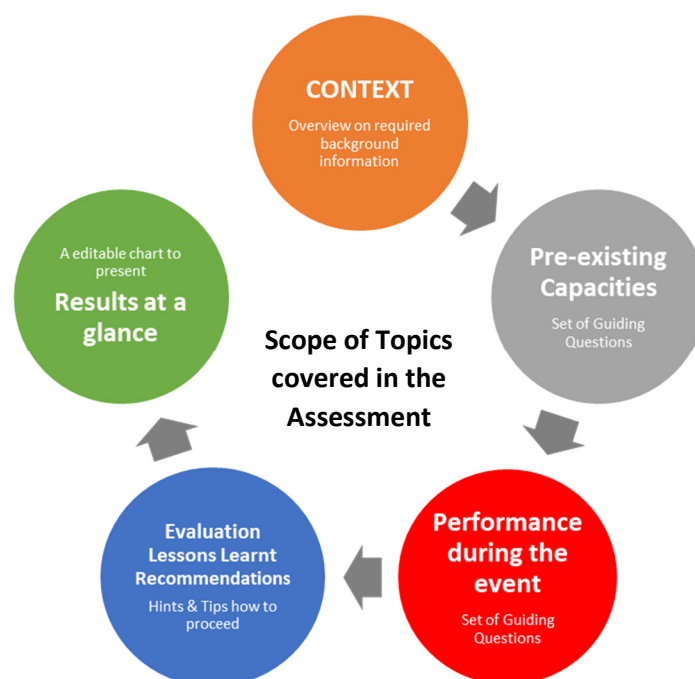 CONTEXT
Overview on required
background
information
Pre-existing
Capacities
Set of Guiding
Questions
Performance
during the
event
Set of Guiding
Questions
Evaluation
Lessons Learnt
Recommendations
Hints & Tips how to
proceed
A editable chart to
present
Results at a
glance
Scope of Topics
covered in the
Assessment